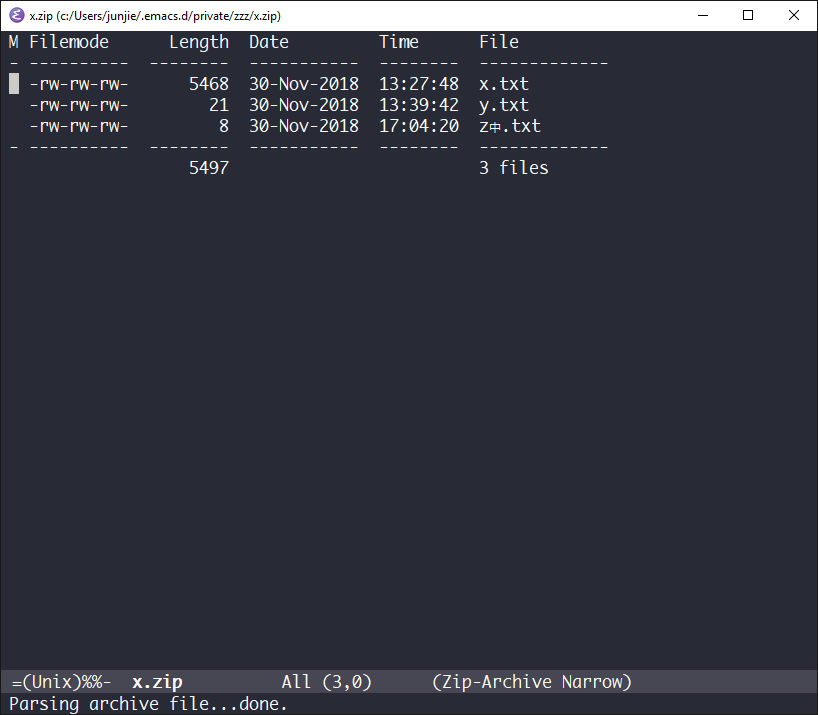 x.zip (c:/Users/junjie/.emacs.d/private/zzz/x.zip)
M Filemode      Length  Date         Time      File
- ----------  --------  -----------  --------  -------------
  -rw-rw-rw-      5468  30-Nov-2018  13:27:48  x.txt
  -rw-rw-rw-        21  30-Nov-2018  13:39:42  y.txt
  -rw-rw-rw-         8  30-Nov-2018  17:04:20  z中.txt
- ----------  --------  -----------  --------  -------------
                  5497                         3 files
=(Unix)%%-  x.zip          All (3,0)      (Zip-Archive Narrow)
Parsing archive file...done.